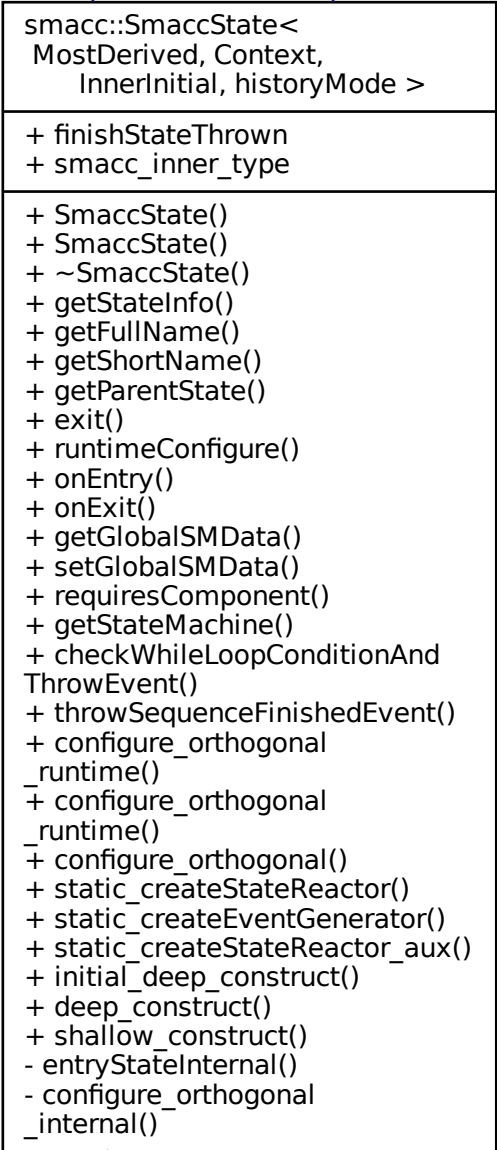 smacc::SmaccState<
MostDerived, Context,
InnerInitial, historyMode >
+ finishStateThrown
+ smacc_inner_type
+ SmaccState()
+ SmaccState()
+ ~SmaccState()
+ getStateInfo()
+ getFullName()
+ getShortName()
+ getParentState()
+ exit()
+ runtimeConfigure()
+ onEntry()
+ onExit()
+ getGlobalSMData()
+ setGlobalSMData()
+ requiresComponent()
+ getStateMachine()
+ checkWhileLoopConditionAnd
ThrowEvent()
+ throwSequenceFinishedEvent()
+ configure_orthogonal
_runtime()
+ configure_orthogonal
_runtime()
+ configure_orthogonal()
+ static_createStateReactor()
+ static_createEventGenerator()
+ static_createStateReactor_aux()
+ initial_deep_construct()
+ deep_construct()
+ shallow_construct()
- entryStateInternal()
- configure_orthogonal
_internal()